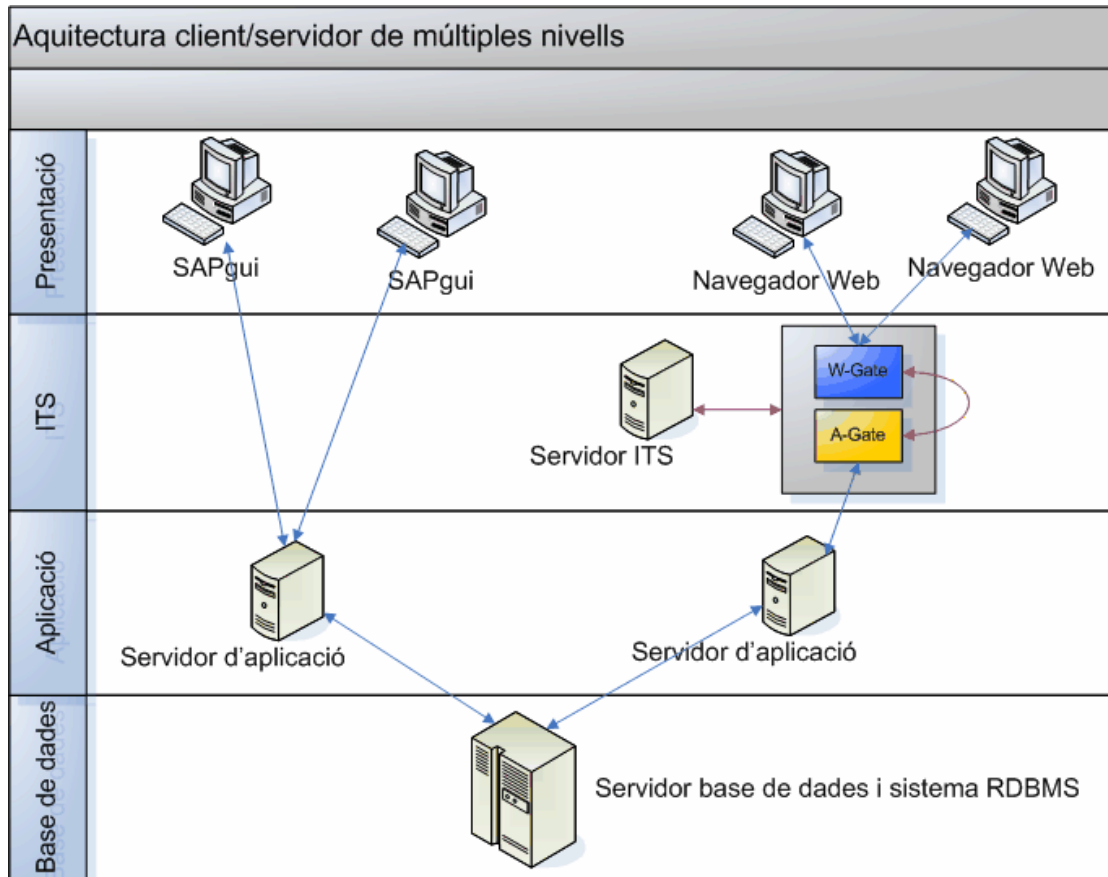 Aquitectura client/servidor de múltiples nivells
Presentació
SAPgui
SAPgui
Navegador Web
Navegador Web
ITS
Servidor ITS
W-Gate
A-Gate
Aplicació
Servidor d'aplicació
Servidor d'aplicació
Base de dades
Servidor base de dades i sistema RDBMS